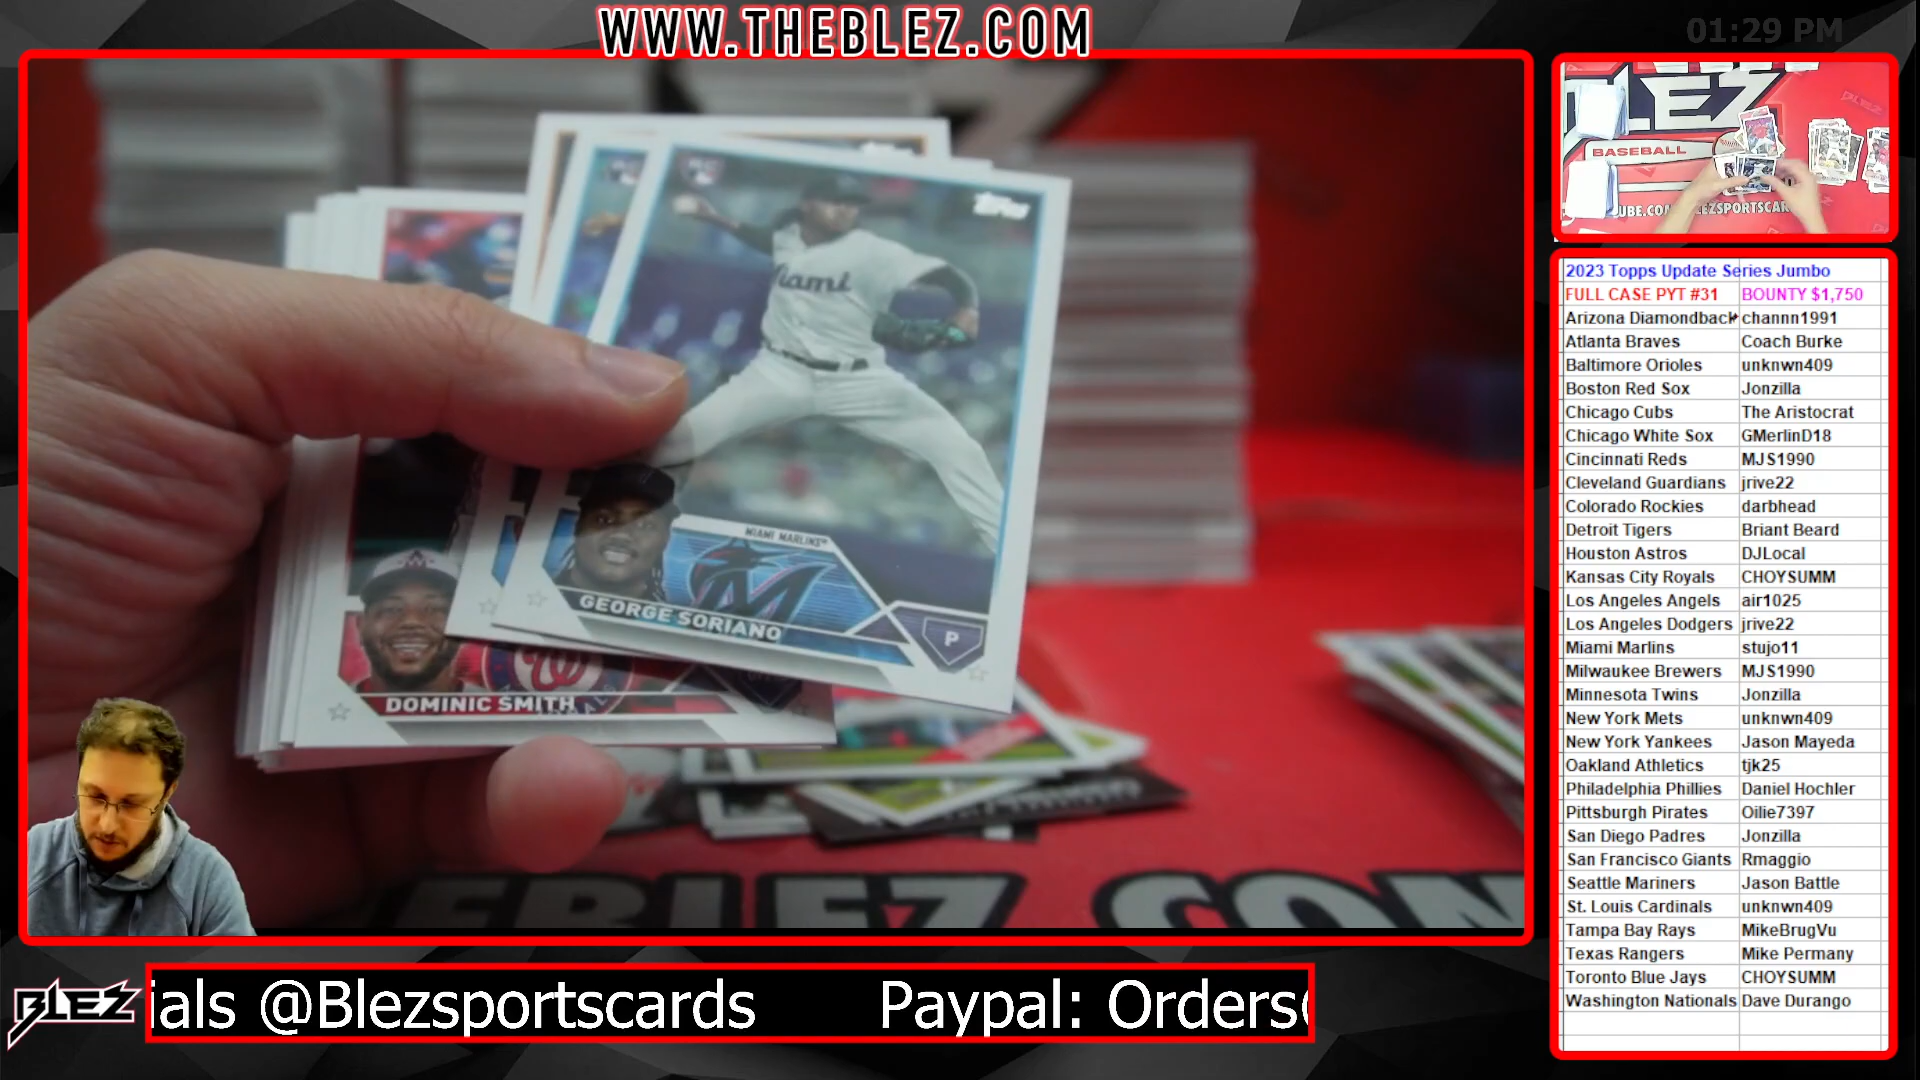 WWW.THEBLEZ.COM
01:29 PM
BLEZ
BASEBALL
Topps
RC
Miami
MIAMI MARLINS
GEORGE SORIANO
P
DOMINIC SMITH
2023 Topps Update Series Jumbo
FULL CASE PYT #31 BOUNTY $1,750
Arizona Diamondback channn1991
Atlanta Braves Coach Burke
Baltimore Orioles unknwn409
Boston Red Sox Jonzilla
Chicago Cubs The Aristocrat
Chicago White Sox GMerlinD18
Cincinnati Reds MJS1990
Cleveland Guardians jrive22
Colorado Rockies darbhead
Detroit Tigers Briant Beard
Houston Astros DJLocal
Kansas City Royals CHOYSUMM
Los Angeles Angels air1025
Los Angeles Dodgers jrive22
Miami Marlins stujo11
Milwaukee Brewers MJS1990
Minnesota Twins Jonzilla
New York Mets unknwn409
New York Yankees Jason Mayeda
Oakland Athletics tjk25
Philadelphia Phillies Daniel Hochler
Pittsburgh Pirates Oilie7397
San Diego Padres Jonzilla
San Francisco Giants Rmaggio
Seattle Mariners Jason Battle
St. Louis Cardinals unknwn409
Tampa Bay Rays MikeBrugVu
Texas Rangers Mike Permany
Toronto Blue Jays CHOYSUMM
Washington Nationals Dave Durango
BLEZ
ials @Blezsportscards Paypal: Orders